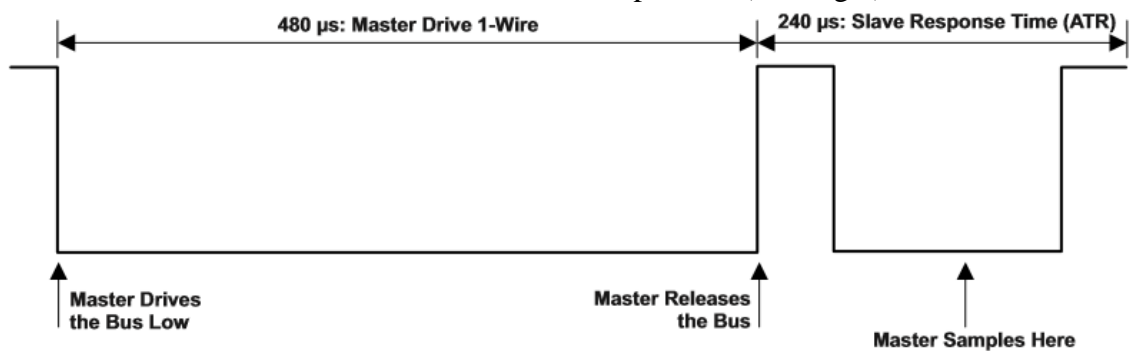 480 µs: Master Drive 1-Wire
240 µs: Slave Response Time (ATR)
Master Drives
the Bus Low
Master Releases
the Bus
Master Samples Here